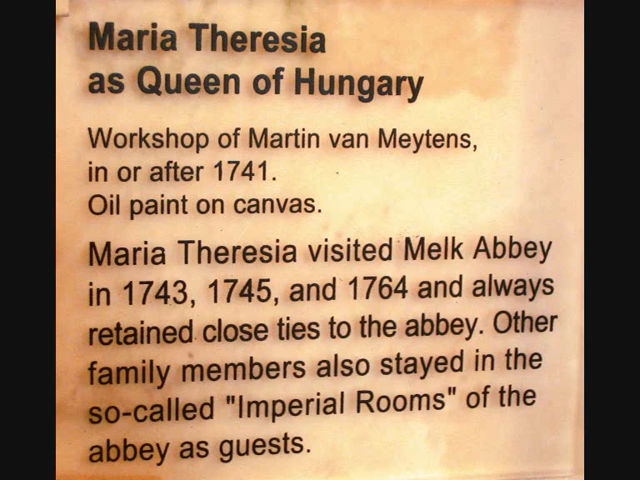 Maria Theresia
as Queen of Hungary
Workshop of Martin van Meytens,
in or after 1741.
Oil paint on canvas.
Maria Theresia visited Melk Abbey
in 1743, 1745, and 1764 and always
retained close ties to the abbey. Other
family members also stayed in the
so-called "Imperial Rooms" of the
abbey as guests.